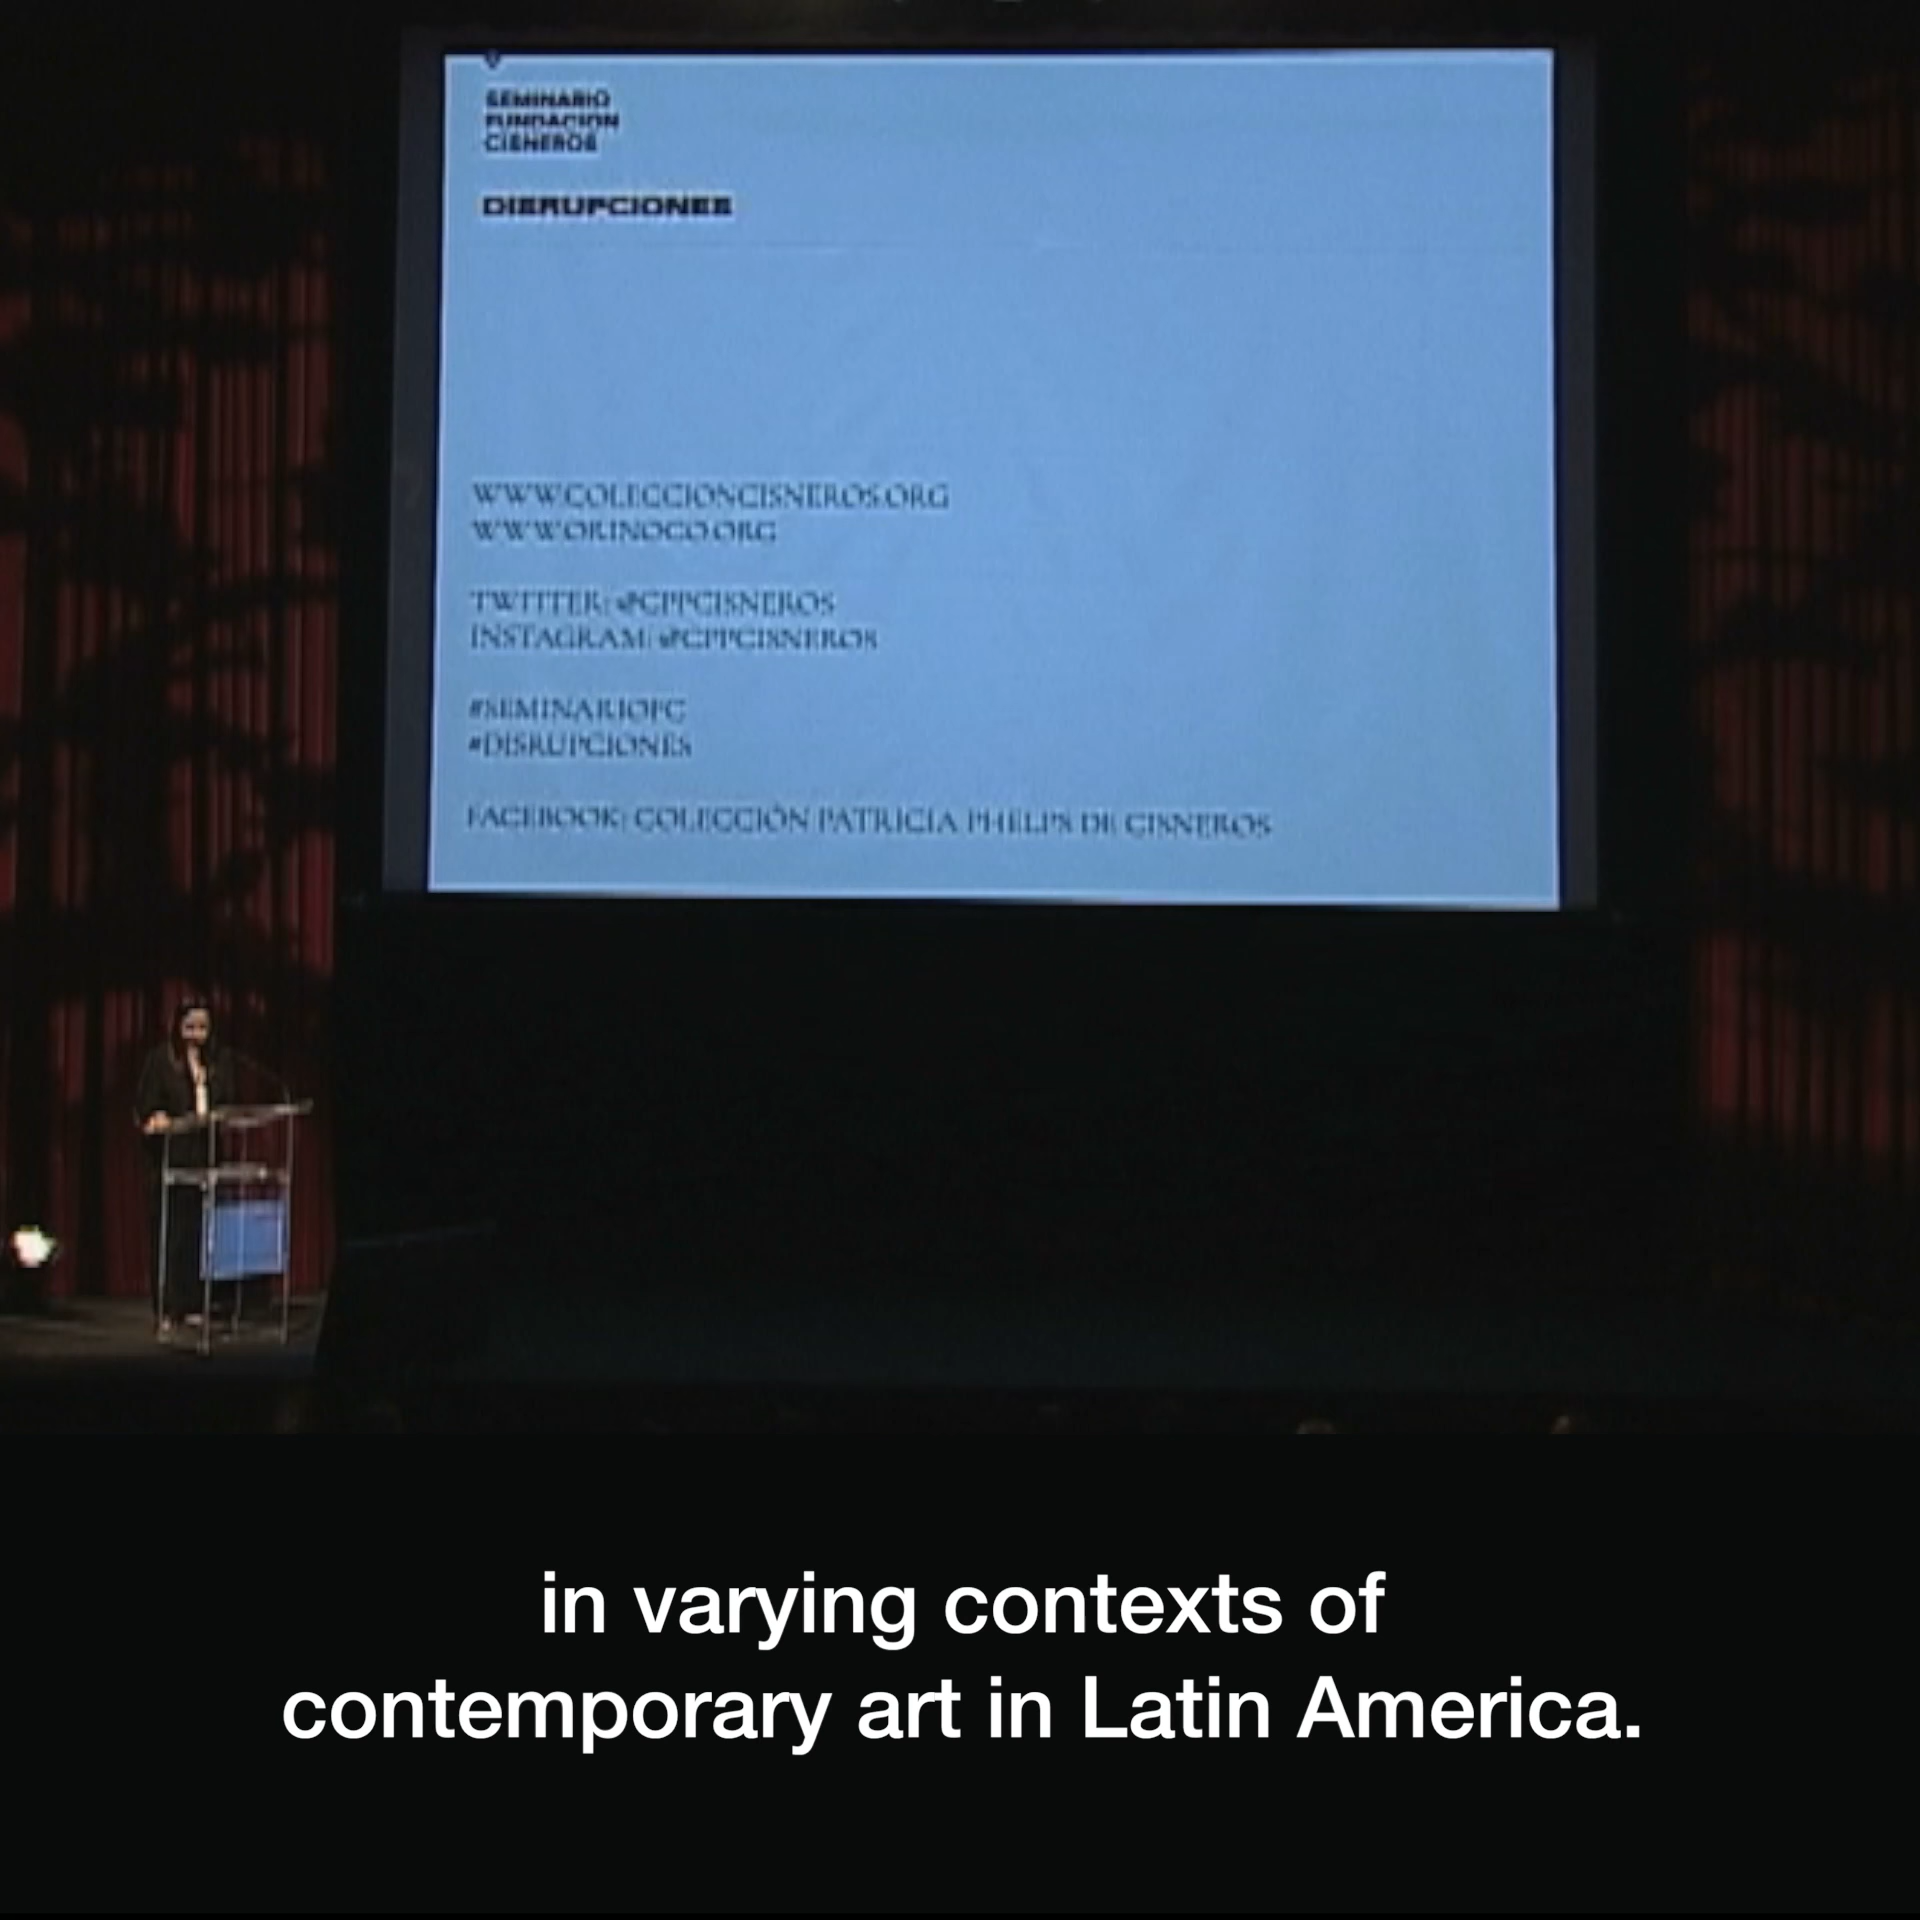 SEMINARIO
FUNDACION
CISNEROS
DISRUPCIONES
WWW.COLECCIONCISNEROS.ORG
WWW.ORINOCO.ORG
TWITTER: @CPPCISNEROS
INSTAGRAM: @CPPCISNEROS
#SEMINARIOFC
#DISRUPCIONES
FACEBOOK: COLECCIÓN PATRICIA PHELPS DE CISNEROS
in varying contexts of
contemporary art in Latin America.